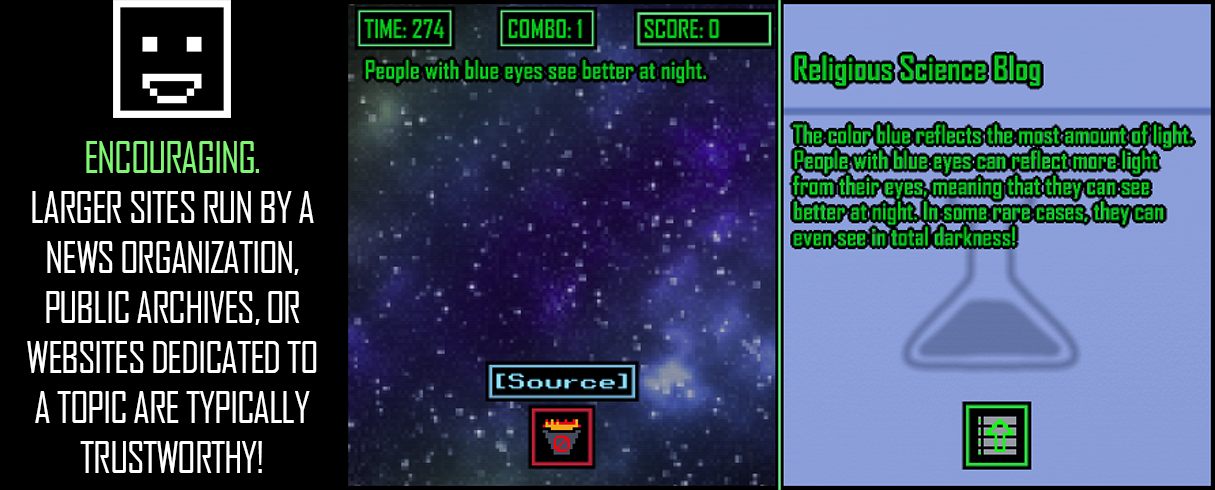 ENCOURAGING.
LARGER SITES RUN BY A
NEWS ORGANIZATION,
PUBLIC ARCHIVES, OR
WEBSITES DEDICATED TO
A TOPIC ARE TYPICALLY
TRUSTWORTHY!
TIME: 274
COMBO: 1
SCORE: 0
People with blue eyes see better at night.
[Source]
Religious Science Blog
The color blue reflects the most amount of light.
People with blue eyes can reflect more light
from their eyes, meaning that they can see
better at night. In some rare cases, they can
even see in total darkness!